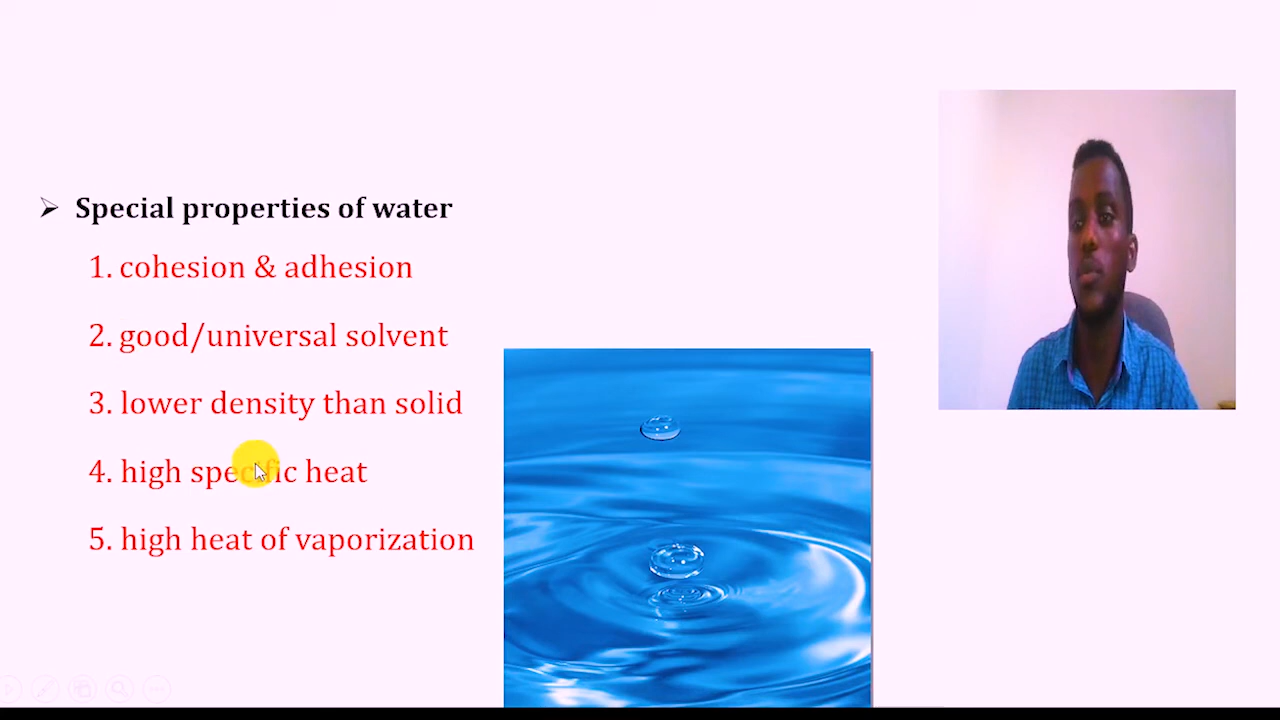 Special properties of water
1. cohesion & adhesion
2. good/universal solvent
3. lower density than solid
4. high specific heat
5. high heat of vaporization